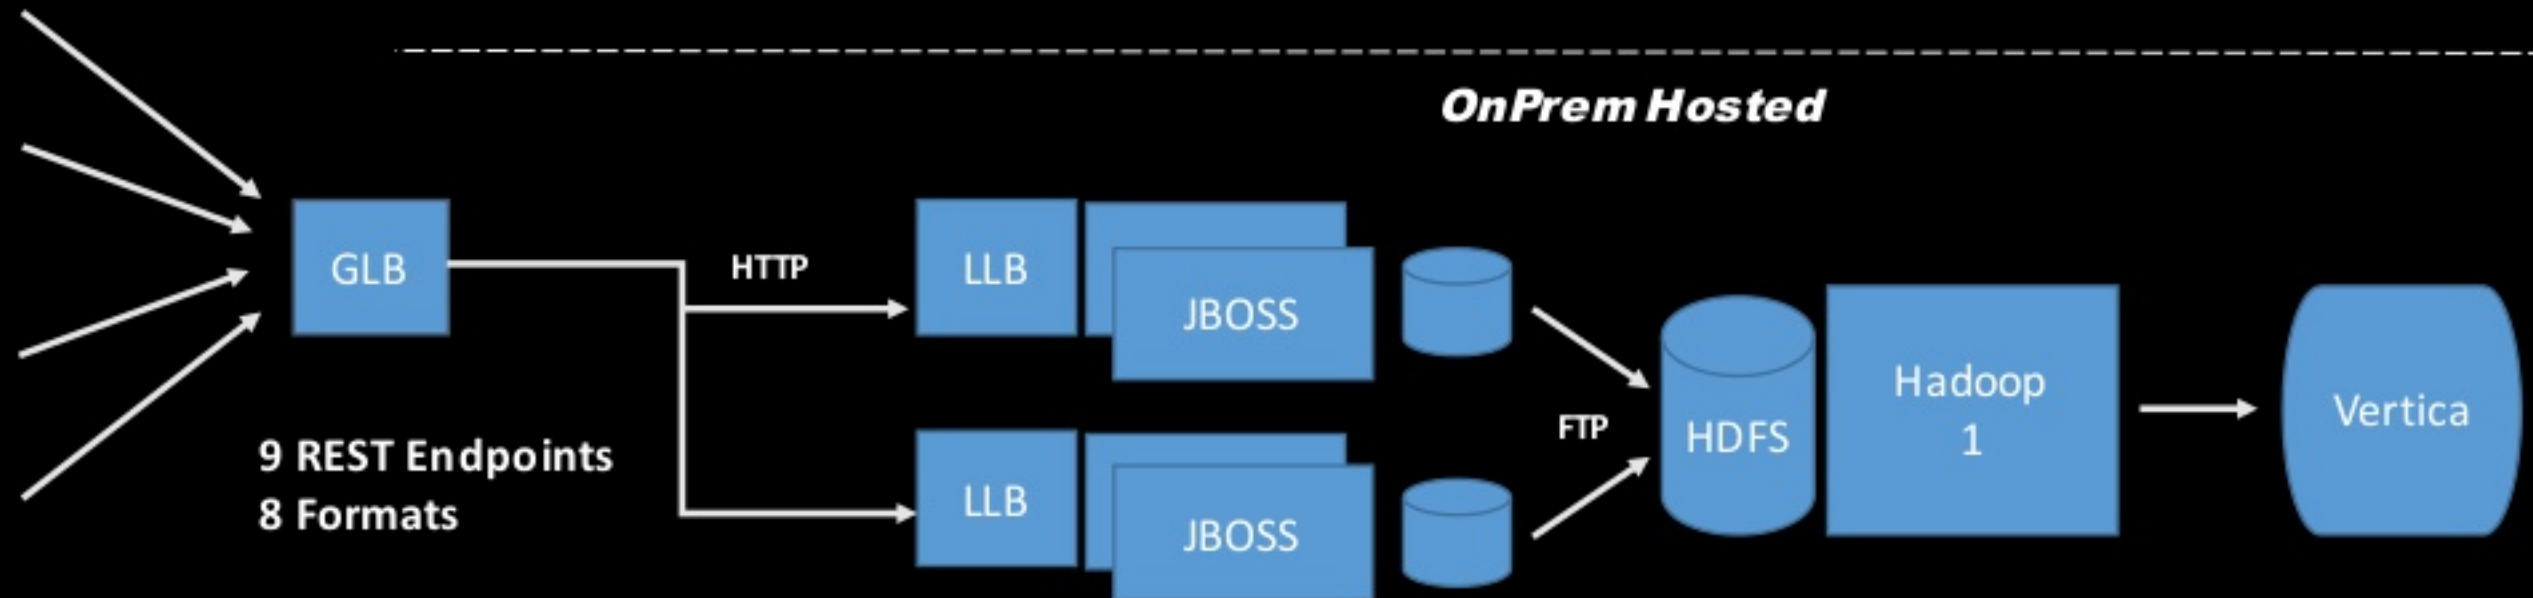 OnPrem Hosted
GLB
HTTP
LLB
JBOSS
9 REST Endpoints
8 Formats
LLB
JBOSS
FTP
HDFS
Hadoop
1
Vertica